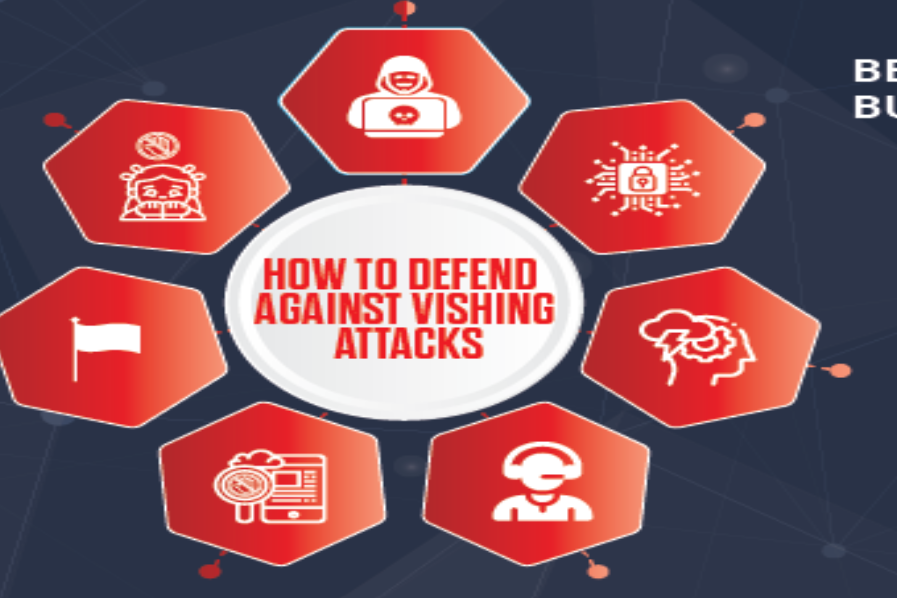 HOW TO DEFEND
AGAINST VISHING
ATTACKS